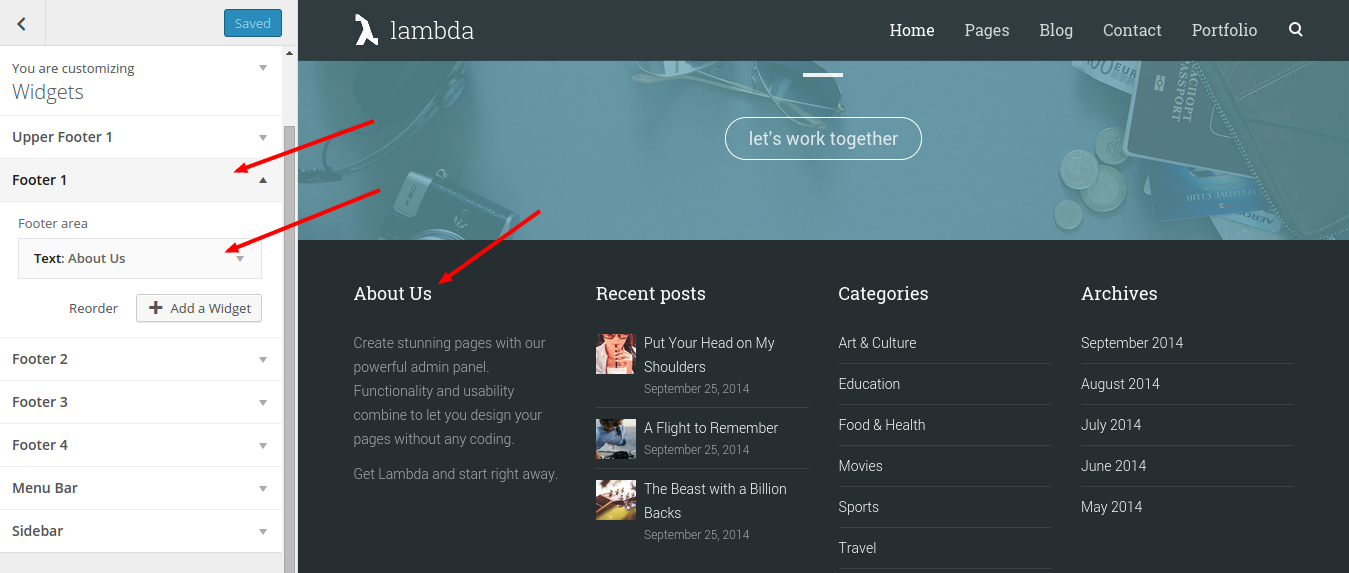 Saved
You are customizing
Widgets
Upper Footer 1
Footer 1
Footer area
Text: About Us
Reorder
Add a Widget
Footer 2
Footer 3
Footer 4
Menu Bar
Sidebar
lambda
Home Pages Blog Contact Portfolio
EURO
ПАСПОРТ
PASSPORT
let's work together
EXECUTIVE CLUB
About Us
Create stunning pages with our
powerful admin panel.
Functionality and usability
combine to let you design your
pages without any coding.
Get Lambda and start right away.
Recent posts
Put Your Head on My
Shoulders
September 25, 2014
A Flight to Remember
September 25, 2014
The Beast with a Billion
Backs
September 25, 2014
Categories
Art & Culture
Education
Food & Health
Movies
Sports
Travel
Archives
September 2014
August 2014
July 2014
June 2014
May 2014